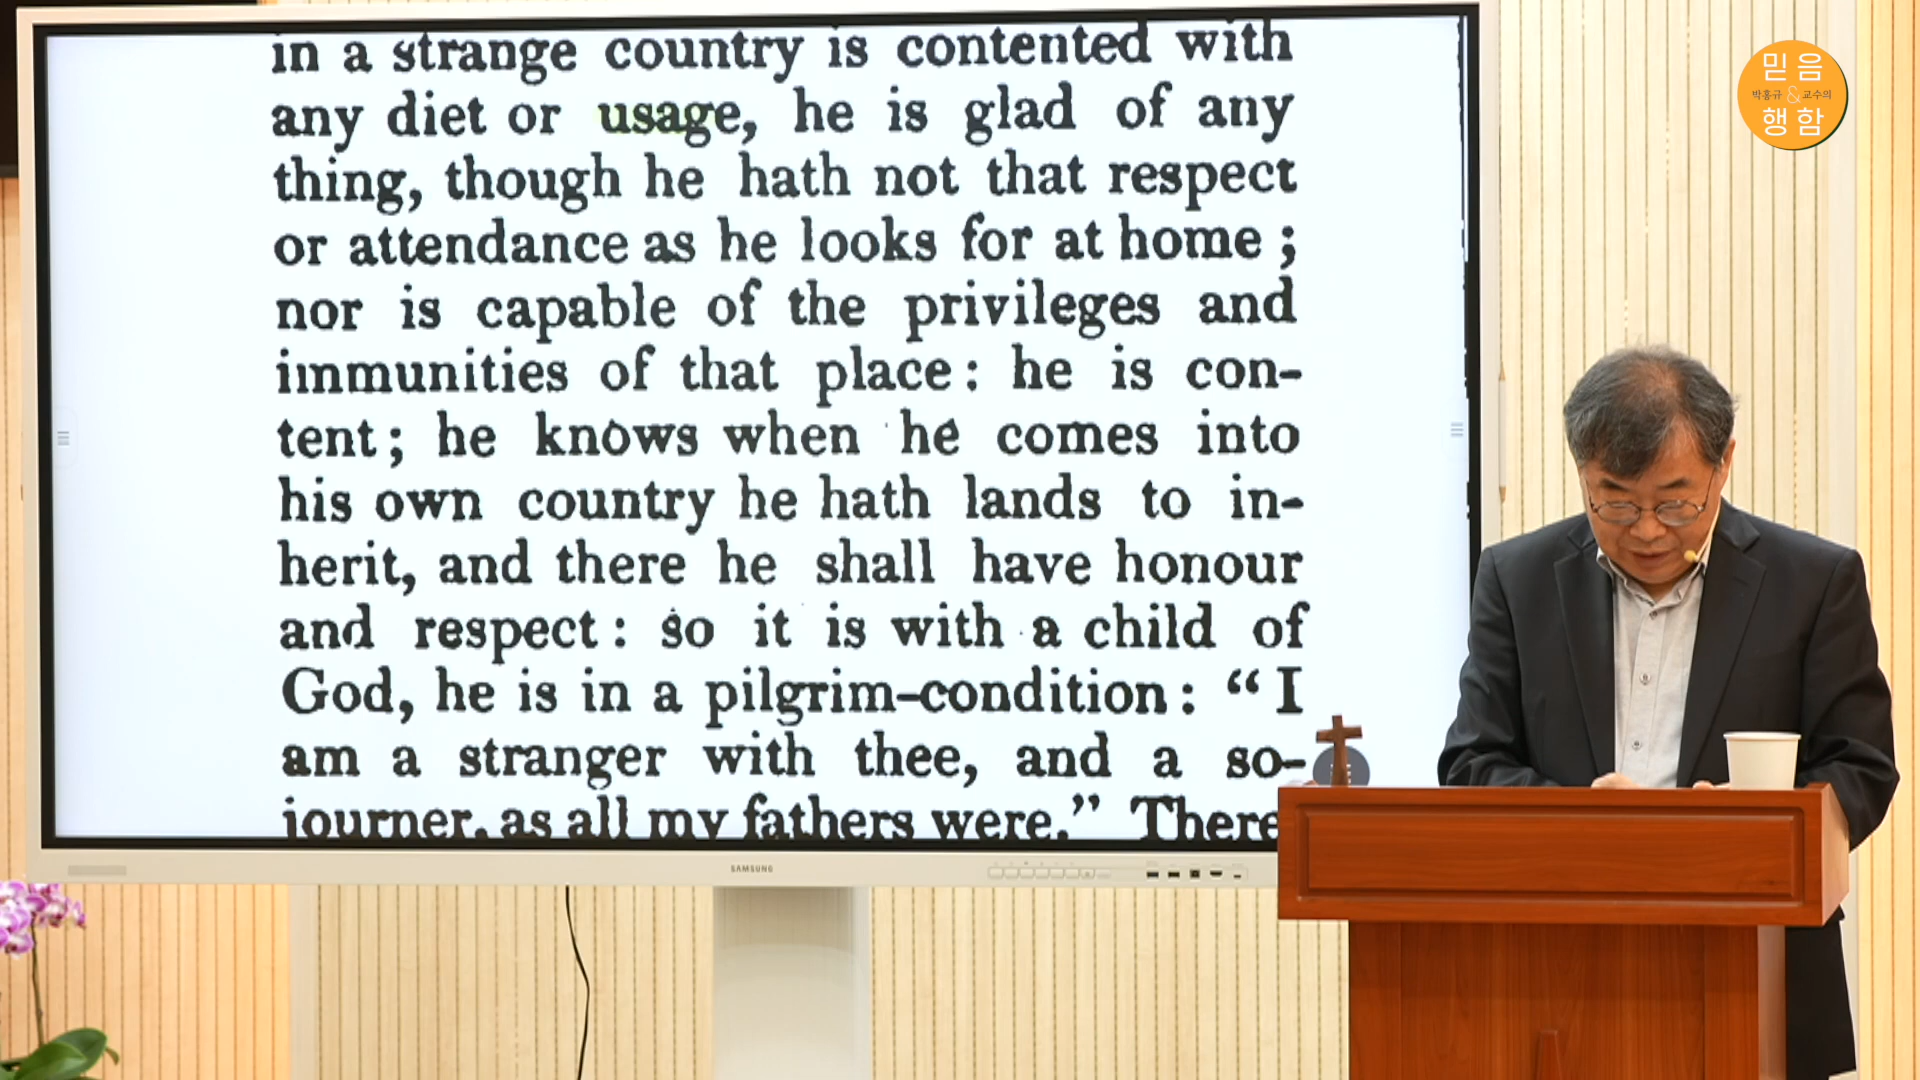 in a strange country is contented with
any diet or usage, he is glad of any
thing, though he hath not that respect
or attendance as he looks for at home ;
nor is capable of the privileges and
immunities of that place : he is con-
tent ; he knows when he comes into
his own country he hath lands to in-
herit, and there he shall have honour
and respect : so it is with a child of
God, he is in a pilgrim-condition : “ I
am a stranger with thee, and a so-
journer, as all my fathers were.” There
SAMSUNG
믿음
박홍규 & 교수의
행함